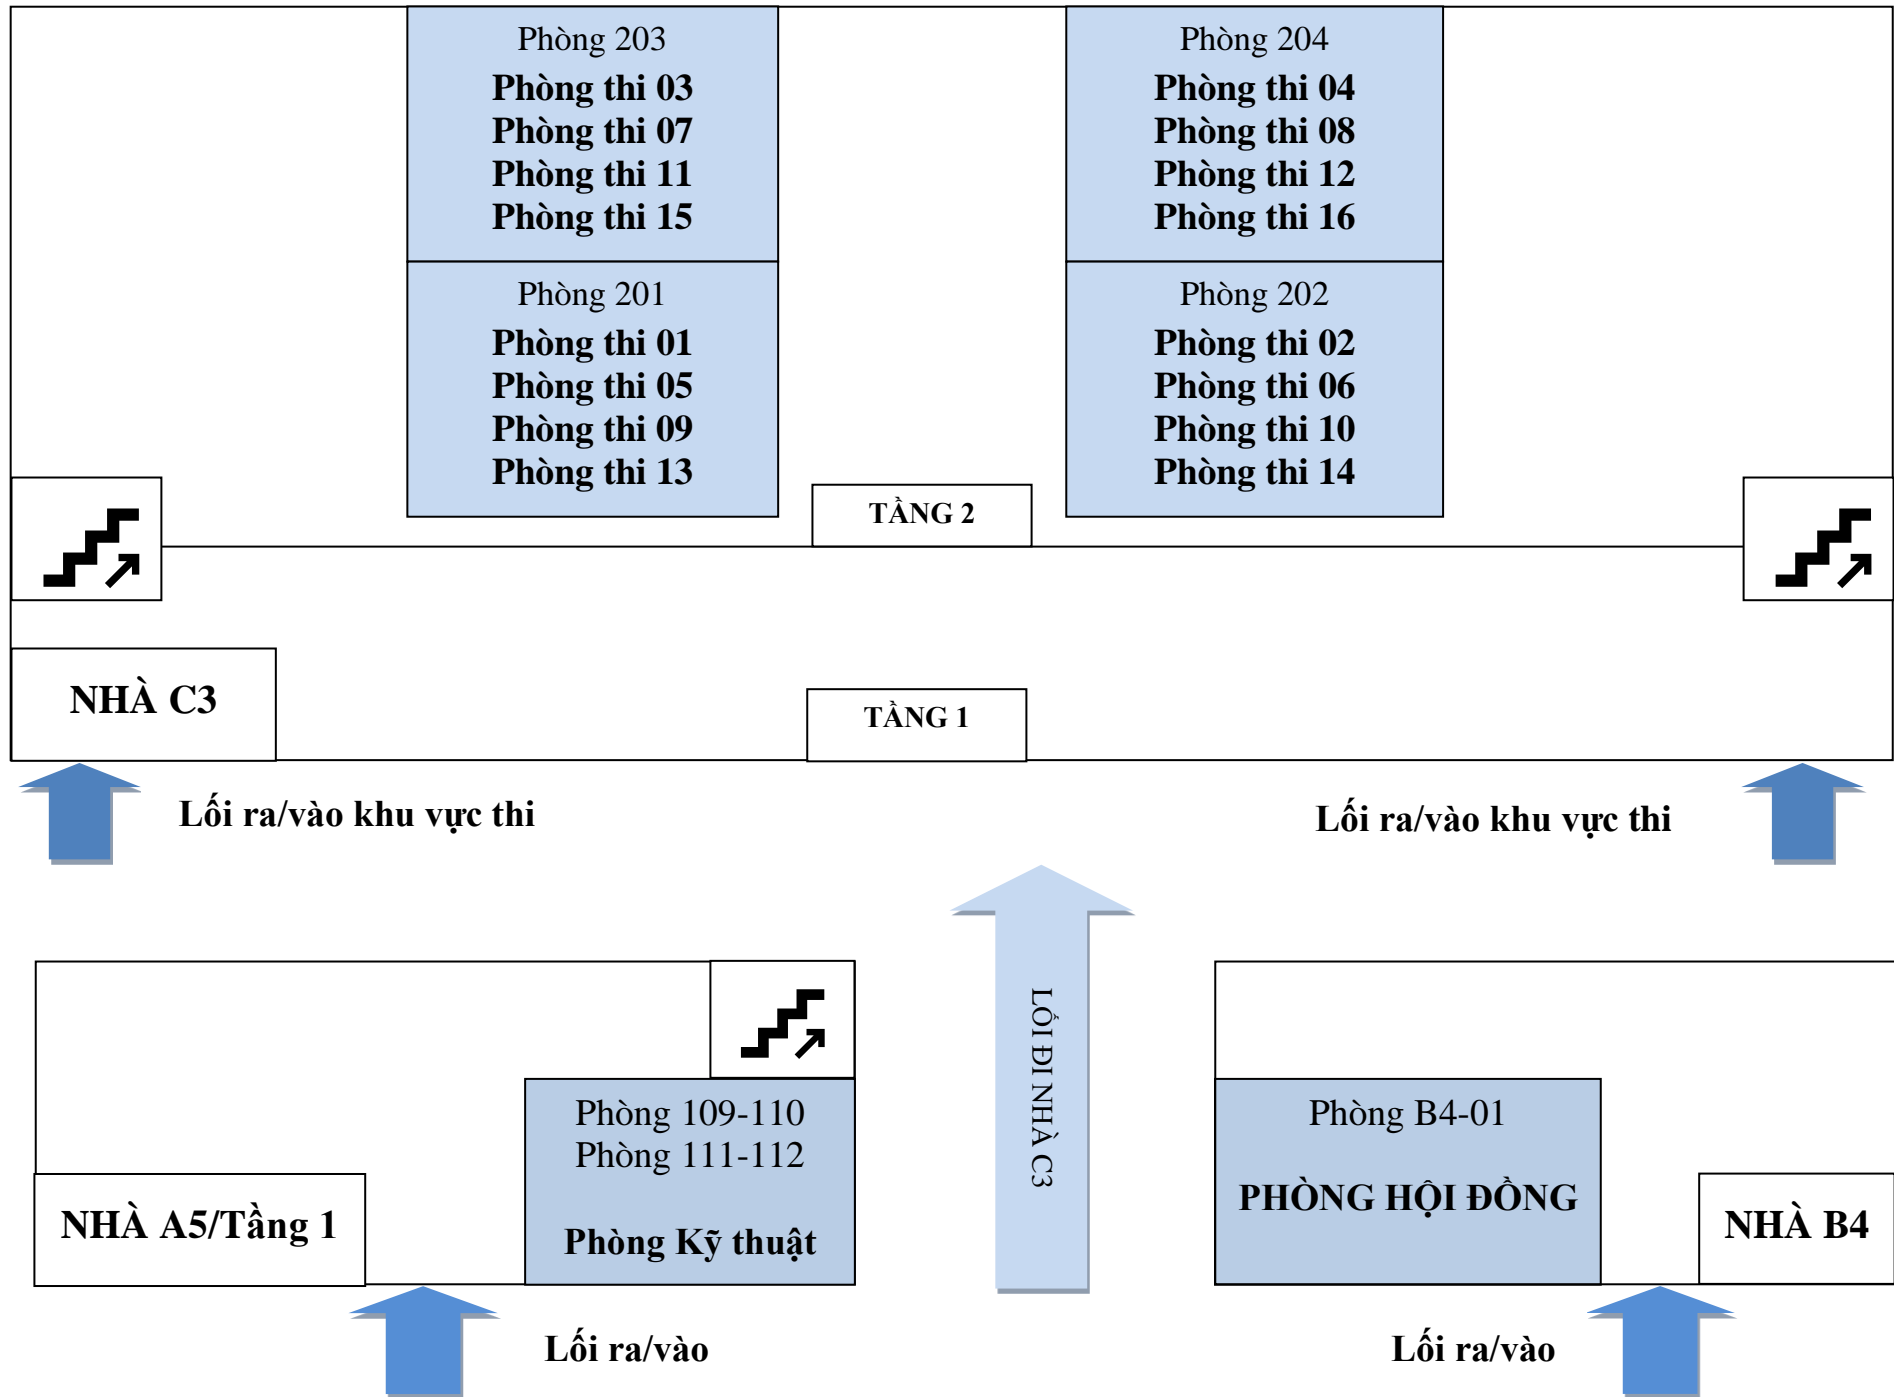 Phòng 203
Phòng thi 03
Phòng thi 07
Phòng thi 11
Phòng thi 15
Phòng 204
Phòng thi 04
Phòng thi 08
Phòng thi 12
Phòng thi 16
Phòng 201
Phòng thi 01
Phòng thi 05
Phòng thi 09
Phòng thi 13
Phòng 202
Phòng thi 02
Phòng thi 06
Phòng thi 10
Phòng thi 14
TẦNG 2
NHÀ C3
TẦNG 1
Lối ra/vào khu vực thi
Lối ra/vào khu vực thi
LỐI ĐI NHÀ C3
Phòng 109-110
Phòng 111-112
Phòng Kỹ thuật
NHÀ A5/Tầng 1
Phòng B4-01
PHÒNG HỘI ĐỒNG
NHÀ B4
Lối ra/vào
Lối ra/vào